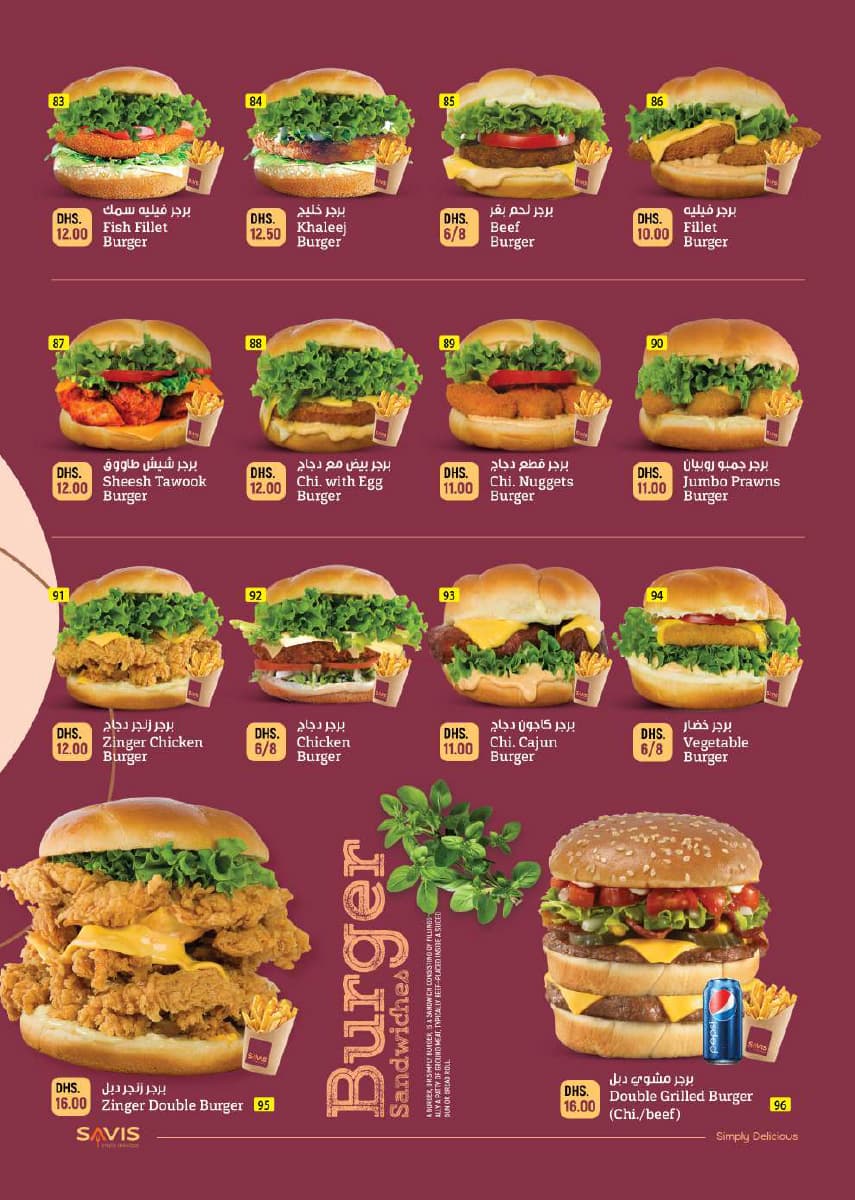 83
84
85
86
DHS.
12.00
برجر فيليه سمك
Fish Fillet
Burger
DHS.
12.50
برجر خليج
Khaleej
Burger
DHS.
6/8
برجر لحم بقر
Beef
Burger
DHS.
10.00
برجر فيليه
Fillet
Burger
87
88
89
90
DHS.
12.00
برجر شيش طاووق
Sheesh Tawook
Burger
DHS.
12.00
برجر بيض مع دجاج
Chi. with Egg
Burger
DHS.
11.00
برجر قطع دجاج
Chi. Nuggets
Burger
DHS.
11.00
برجر جمبو روبيان
Jumbo Prawns
Burger
91
92
93
94
DHS.
12.00
برجر زنجر دجاج
Zinger Chicken
Burger
DHS.
6/8
برجر دجاج
Chicken
Burger
DHS.
11.00
برجر كاجون دجاج
Chi. Cajun
Burger
DHS.
6/8
برجر خضار
Vegetable
Burger
Burger
Sandwiches
A BURGER, OR SIMPLY BURGER, IS A SANDWICH CONSISTING OF FILLINGS-
ALLY A PATTY OF GROUND MEAT, TYPICALLY BEEF—PLACED INSIDE A SLICED
BUN OR BREAD ROLL.
pepsi
SAVIS
DHS.
16.00
برجر زنجر دبل
Zinger Double Burger
95
DHS.
16.00
برجر مشوي دبل
Double Grilled Burger
(Chi./beef)
96
SAVIS
Simply Delicious